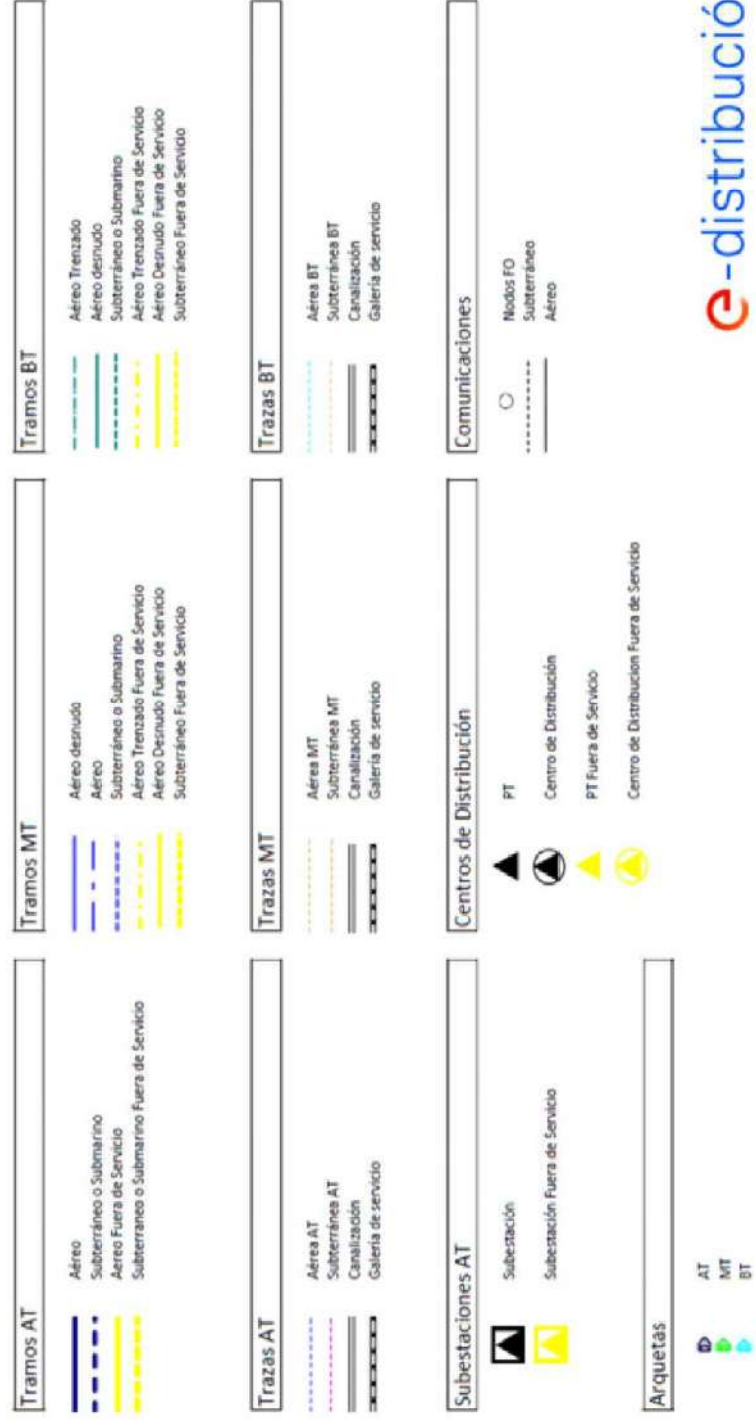 Tramos AT
Aéreo
Subterráneo o Submarino
Aereo Fuera de Servicio
Subterraneo o Submarino Fuera de Servicio
Tramos MT
Aéreo desnudo
Aéreo
Subterráneo o Submarino
Aéreo Trenzado Fuera de Servicio
Aéreo Desnudo Fuera de Servicio
Subterráneo Fuera de Servicio
Tramos BT
Aéreo Trenzado
Aéreo desnudo
Subterráneo o Submarino
Aéreo Trenzado Fuera de Servicio
Aéreo Desnudo Fuera de Servicio
Subterráneo Fuera de Servicio
Trazas AT
Aérea AT
Subterránea AT
Canalización
Galería de servicio
Trazas MT
Aérea MT
Subterránea MT
Canalización
Galería de servicio
Trazas BT
Aérea BT
Subterránea BT
Canalización
Galería de servicio
Subestaciones AT
Subestación
Subestación Fuera de Servicio
Centros de Distribución
PT
Centro de Distribución
PT Fuera de Servicio
Centro de Distribucion Fuera de Servicio
Comunicaciones
Nodos FO
Subterráneo
Aéreo
Arquetas
AT
MT
BT
e-distribució